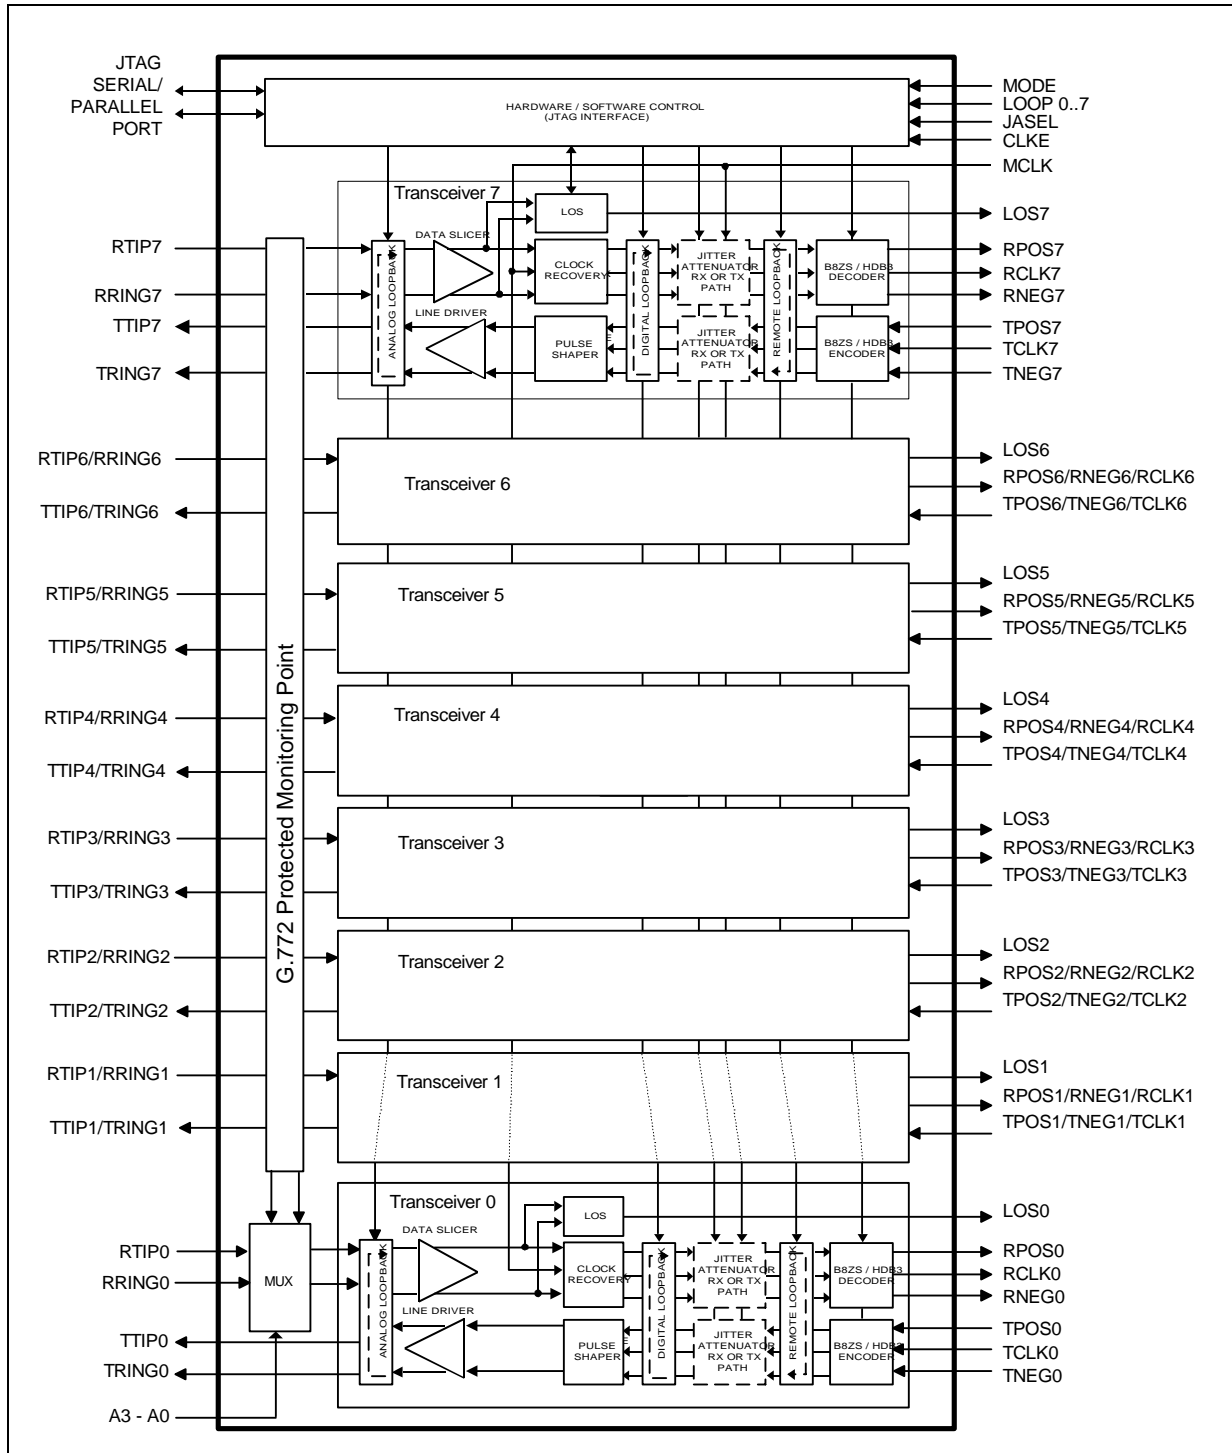 JTAG
SERIAL/
PARALLEL
PORT
HARDWARE / SOFTWARE CONTROL
(JTAG INTERFACE)
MODE
LOOP 0..7
JASEL
CLKE
MCLK
Transceiver 7
LOS
LOS7
DATA SLICER
RTIP7
RRING7
TTIP7
TRING7
ANALOG LOOPBACK
LINE DRIVER
CLOCK
RECOVERY
PULSE
SHAPER
DIGITAL LOOPBACK
JITTER
ATTENUATOR
RX OR TX
PATH
JITTER
ATTENUATOR
RX OR TX
PATH
REMOTE LOOPBACK
B8ZS / HDB3
DECODER
B8ZS / HDB3
ENCODER
RPOS7
RCLK7
RNEG7
TPOS7
TCLK7
TNEG7
G.772 Protected Monitoring Point
RTIP6/RRING6
TTIP6/TRING6
Transceiver 6
LOS6
RPOS6/RNEG6/RCLK6
TPOS6/TNEG6/TCLK6
RTIP5/RRING5
TTIP5/TRING5
Transceiver 5
LOS5
RPOS5/RNEG5/RCLK5
TPOS5/TNEG5/TCLK5
RTIP4/RRING4
TTIP4/TRING4
Transceiver 4
LOS4
RPOS4/RNEG4/RCLK4
TPOS4/TNEG4/TCLK4
RTIP3/RRING3
TTIP3/TRING3
Transceiver 3
LOS3
RPOS3/RNEG3/RCLK3
TPOS3/TNEG3/TCLK3
RTIP2/RRING2
TTIP2/TRING2
Transceiver 2
LOS2
RPOS2/RNEG2/RCLK2
TPOS2/TNEG2/TCLK2
RTIP1/RRING1
TTIP1/TRING1
Transceiver 1
LOS1
RPOS1/RNEG1/RCLK1
TPOS1/TNEG1/TCLK1
Transceiver 0
LOS
LOS0
DATA SLICER
RTIP0
RRING0
MUX
TTIP0
TRING0
A3 - A0
ANALOG LOOPBACK
LINE DRIVER
CLOCK
RECOVERY
PULSE
SHAPER
DIGITAL LOOPBACK
JITTER
ATTENUATOR
RX OR TX
PATH
JITTER
ATTENUATOR
RX OR TX
PATH
REMOTE LOOPBACK
B8ZS / HDB3
DECODER
B8ZS / HDB3
ENCODER
RPOS0
RCLK0
RNEG0
TPOS0
TCLK0
TNEG0